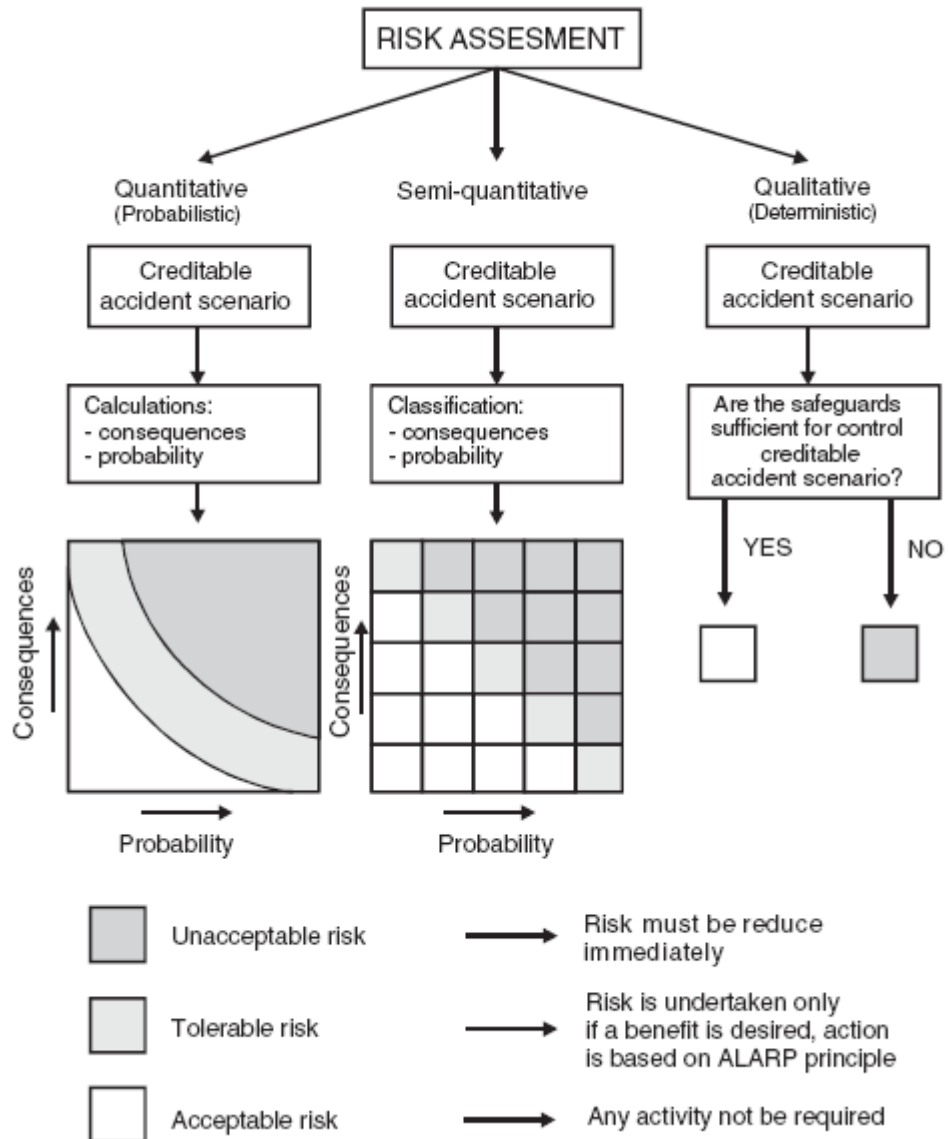 RISK ASSESMENT
Quantitative
(Probabilistic)
Semi-quantitative
Qualitative
(Deterministic)
Creditable
accident scenario
Creditable
accident scenario
Creditable
accident scenario
Calculations:
- consequences
- probability
Classification:
- consequences
- probability
Are the safeguards
sufficient for control
creditable
accident scenario?
YES
NO
Consequences
Probability
Consequences
Probability
Unacceptable risk
Risk must be reduce
immediately
Tolerable risk
Risk is undertaken only
if a benefit is desired, action
is based on ALARP principle
Acceptable risk
Any activity not be required